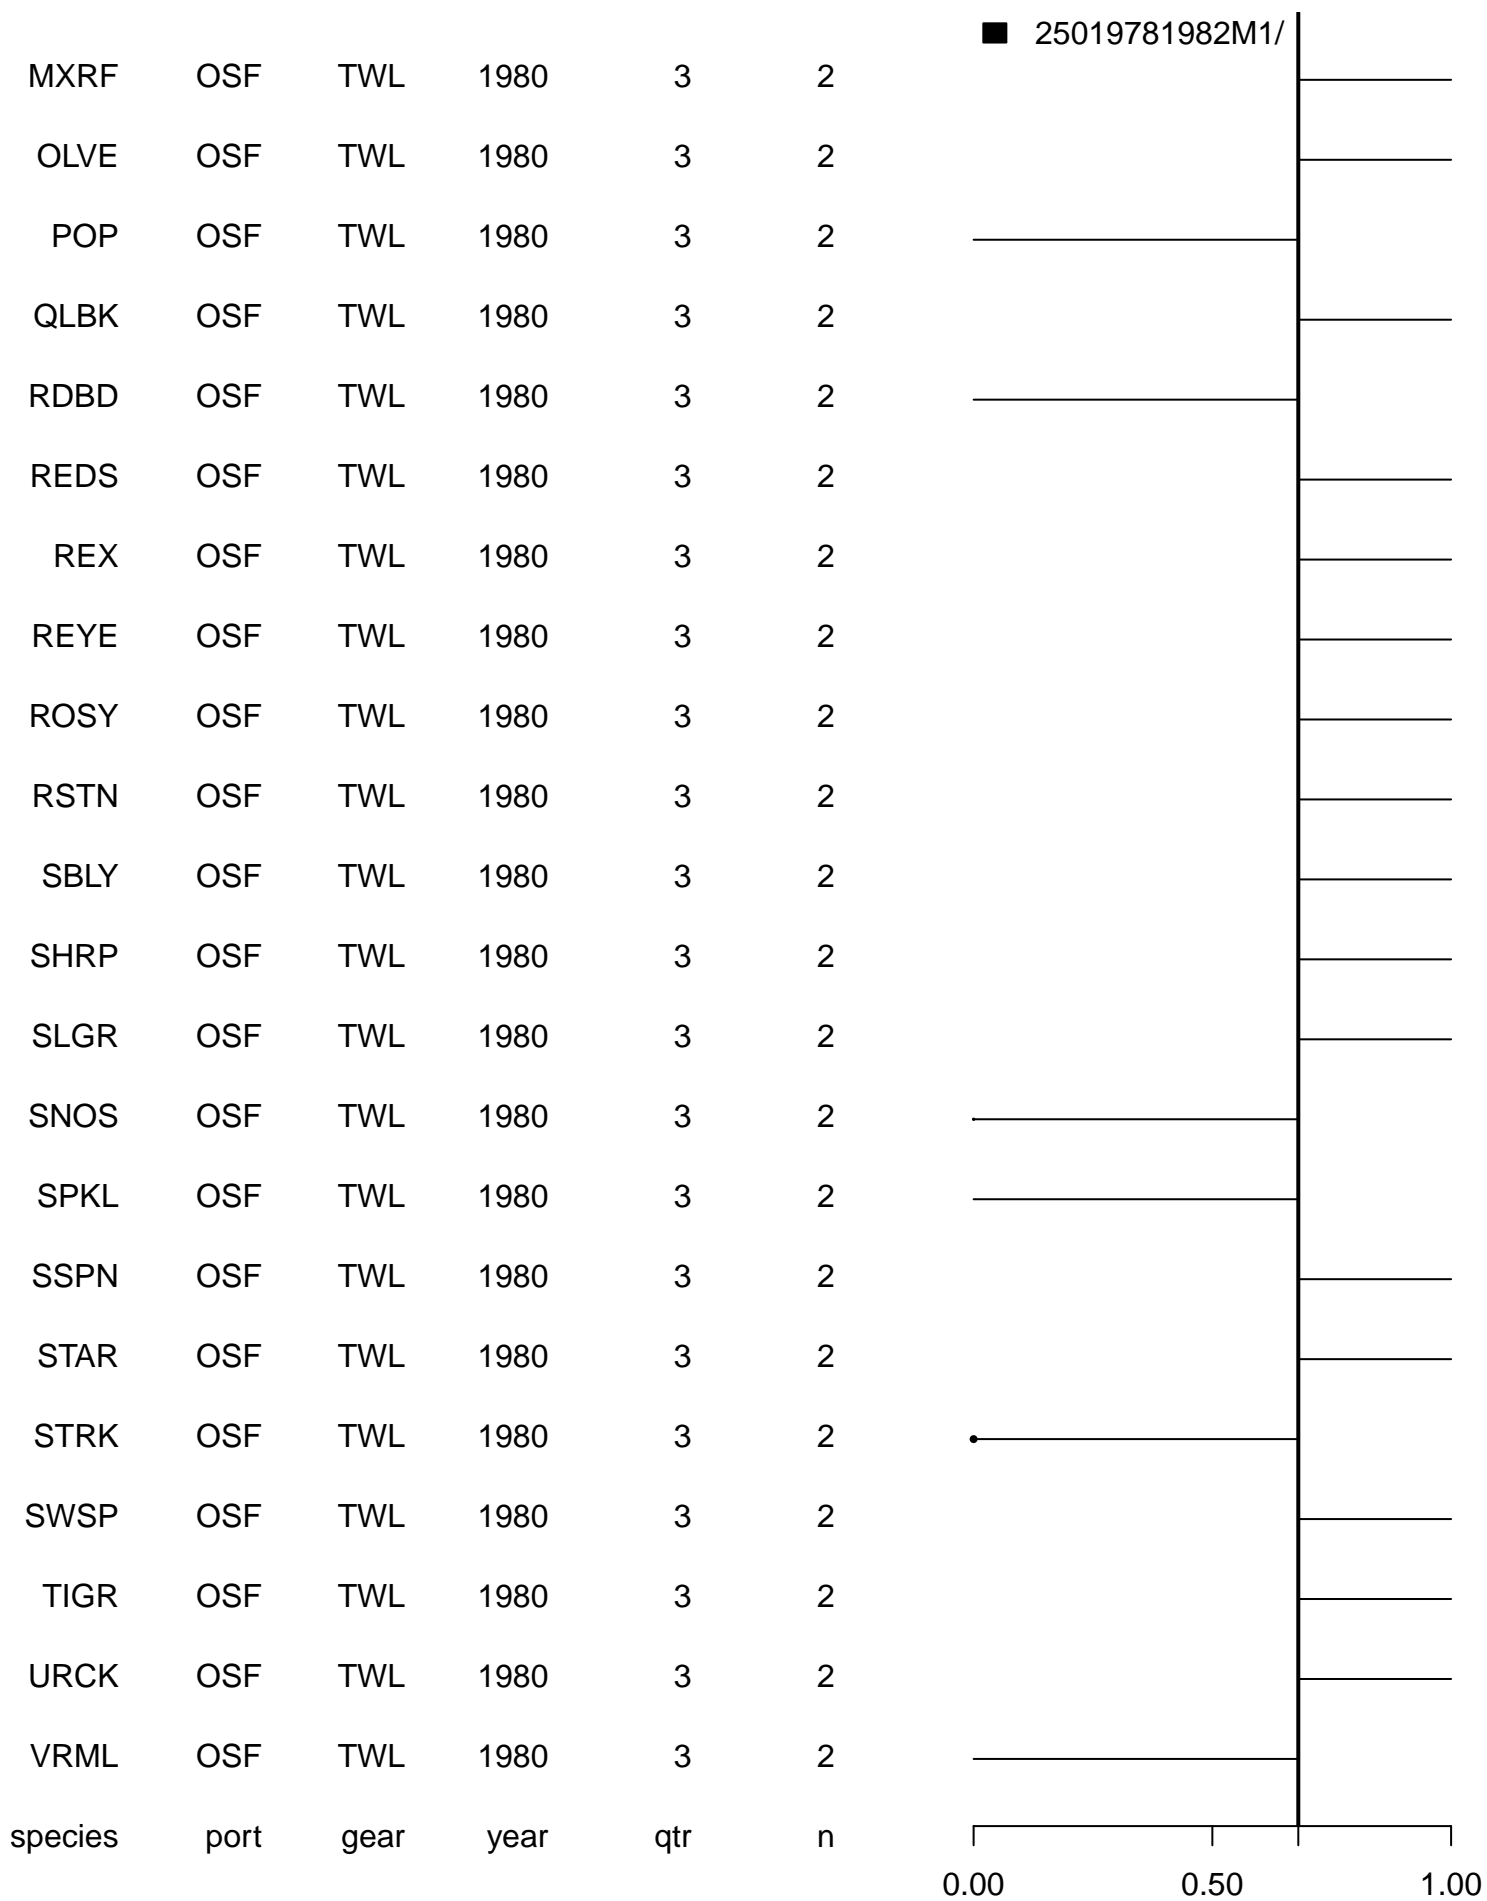 25019781982M1/
MXRF OSF TWL 1980 3 2
OLVE OSF TWL 1980 3 2
POP OSF TWL 1980 3 2
QLBK OSF TWL 1980 3 2
RDBD OSF TWL 1980 3 2
REDS OSF TWL 1980 3 2
REX OSF TWL 1980 3 2
REYE OSF TWL 1980 3 2
ROSY OSF TWL 1980 3 2
RSTN OSF TWL 1980 3 2
SBLY OSF TWL 1980 3 2
SHRP OSF TWL 1980 3 2
SLGR OSF TWL 1980 3 2
SNOS OSF TWL 1980 3 2
SPKL OSF TWL 1980 3 2
SSPN OSF TWL 1980 3 2
STAR OSF TWL 1980 3 2
STRK OSF TWL 1980 3 2
SWSP OSF TWL 1980 3 2
TIGR OSF TWL 1980 3 2
URCK OSF TWL 1980 3 2
VRML OSF TWL 1980 3 2
species port gear year qtr n
0.00 0.50 1.00